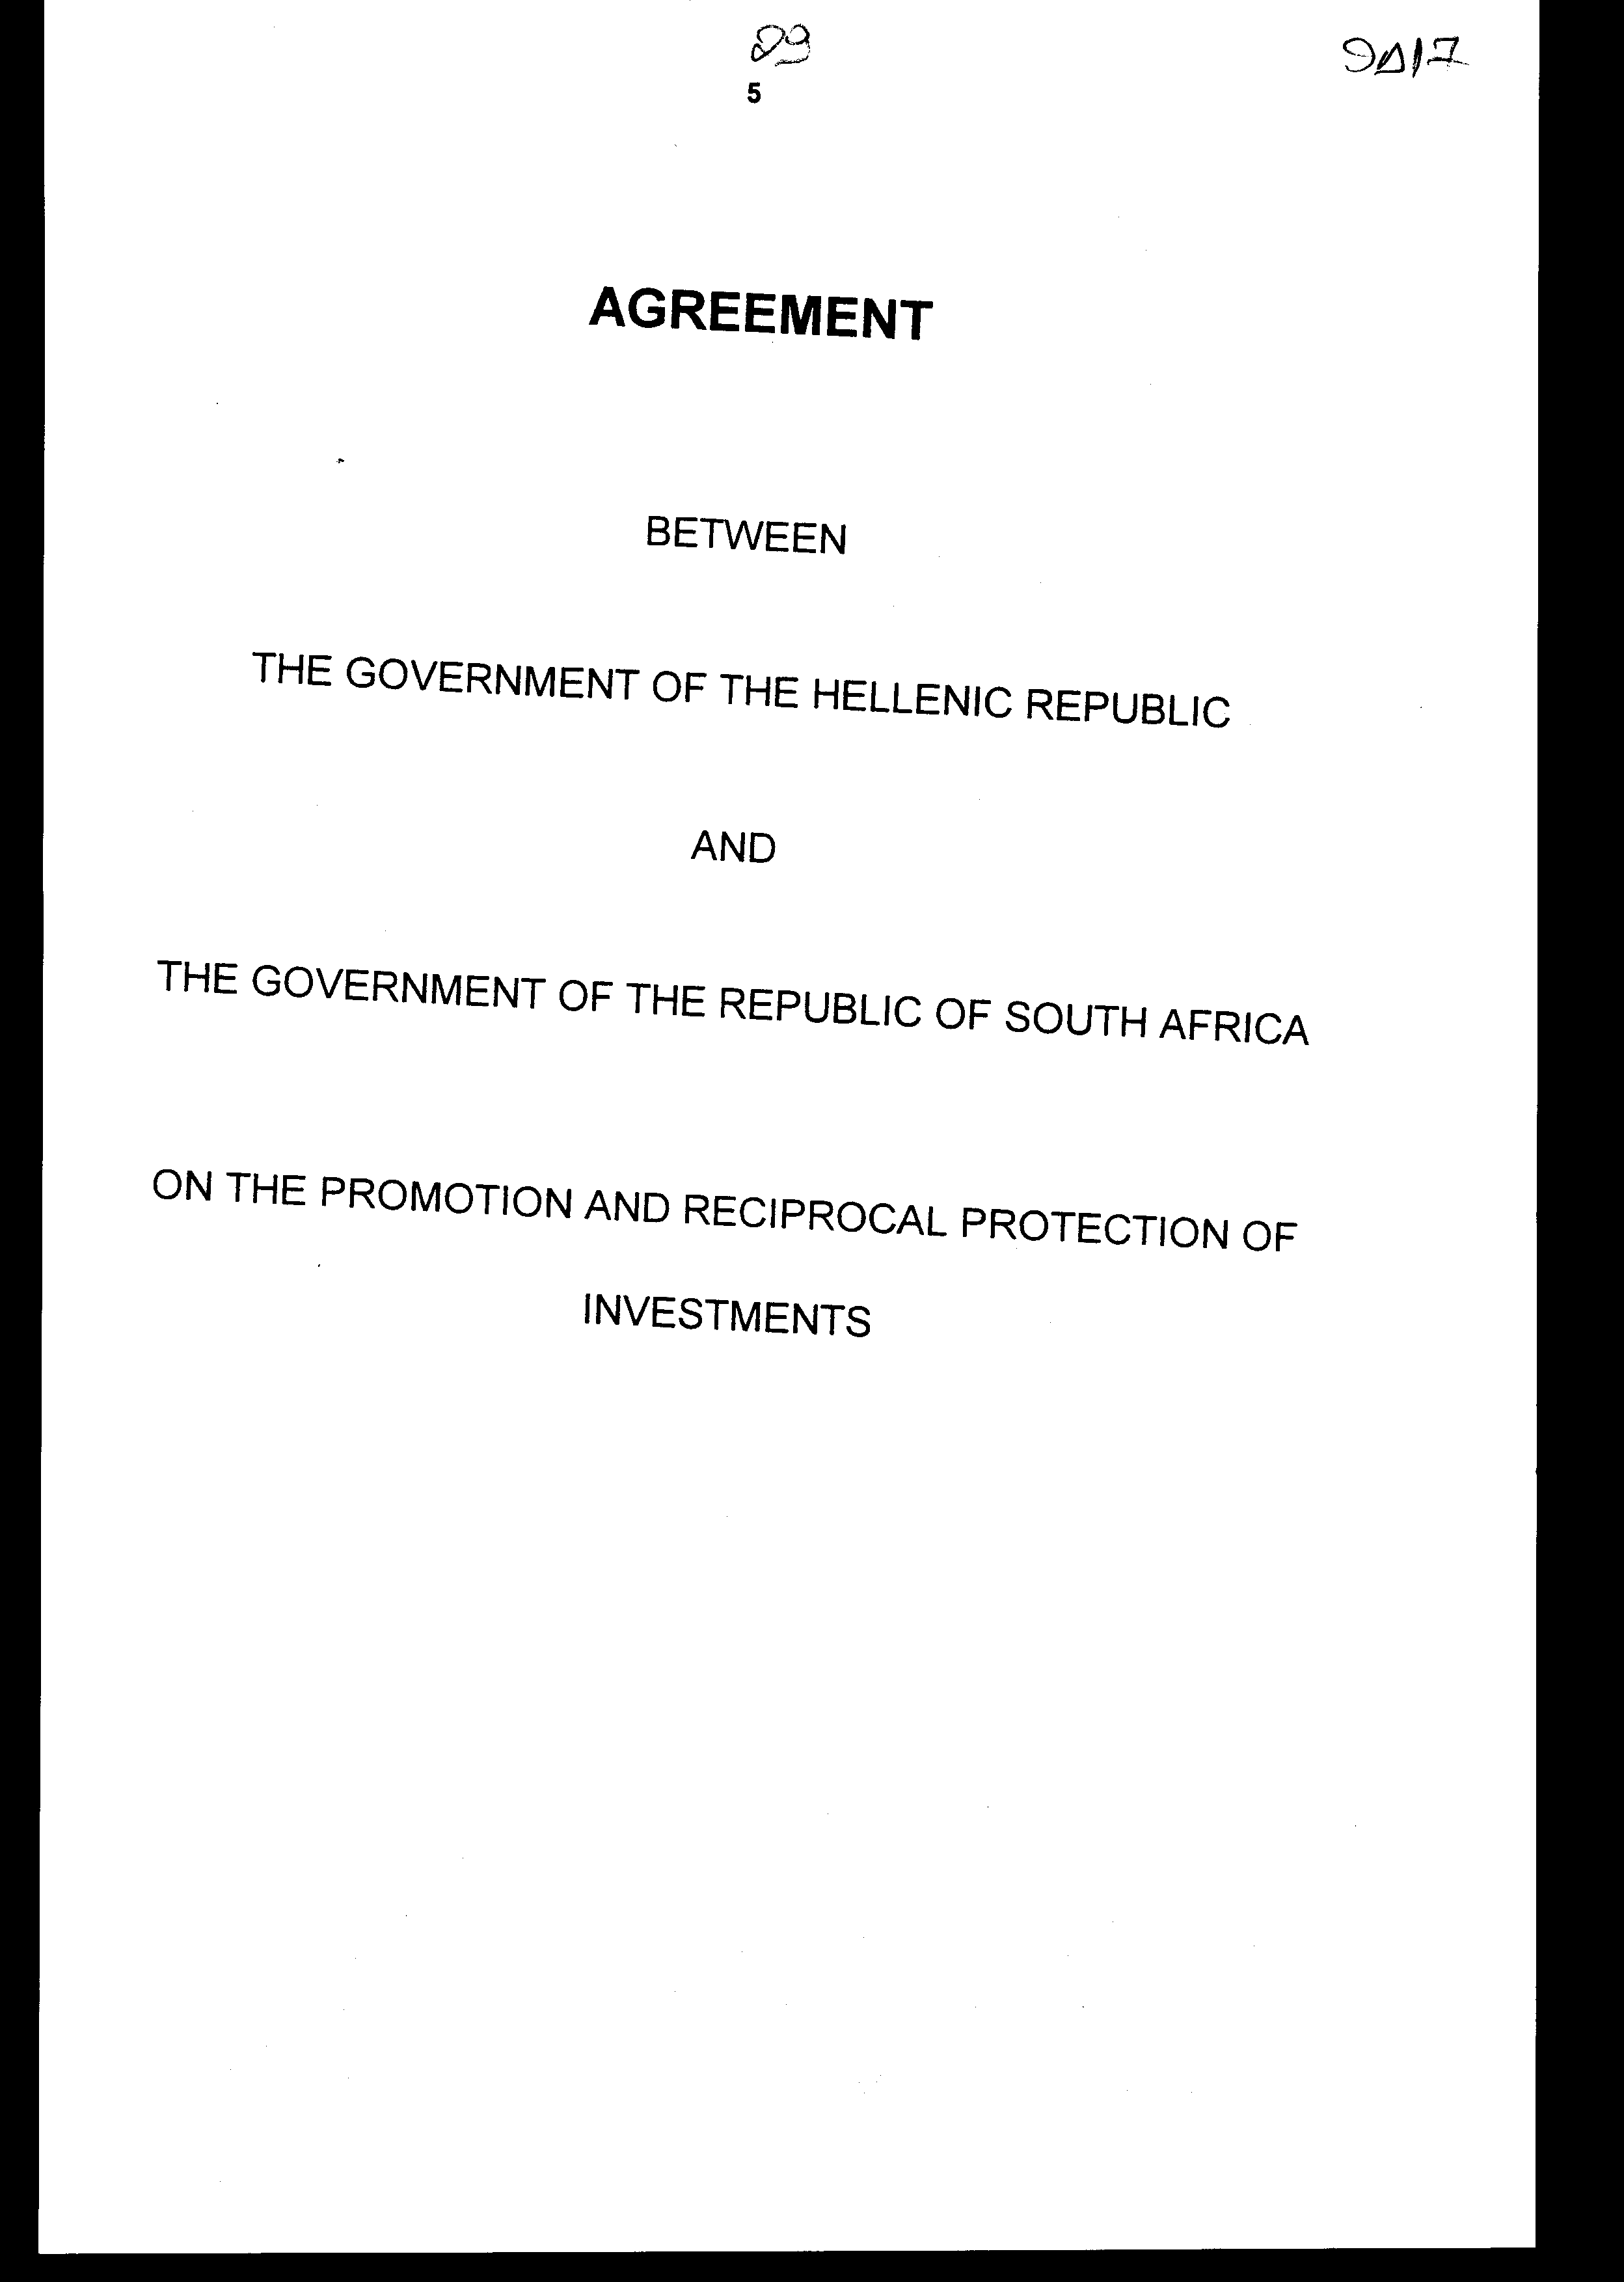 89
5
AGREEMENT
BETWEEN
THE GOVERNMENT OF THE HELLENIC REPUBLIC
AND
THE GOVERNMENT OF THE REPUBLIC OF SOUTH AFRICA
ON THE PROMOTION AND RECIPROCAL PROTECTION OF
INVESTMENTS